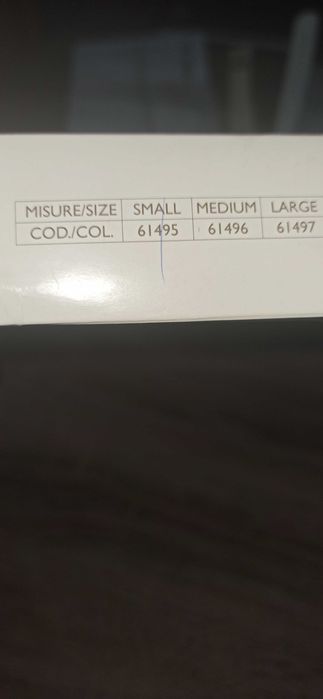 MISURE/SIZE SMALL MEDIUM LARGE
COD./COL. 61495 61496 61497